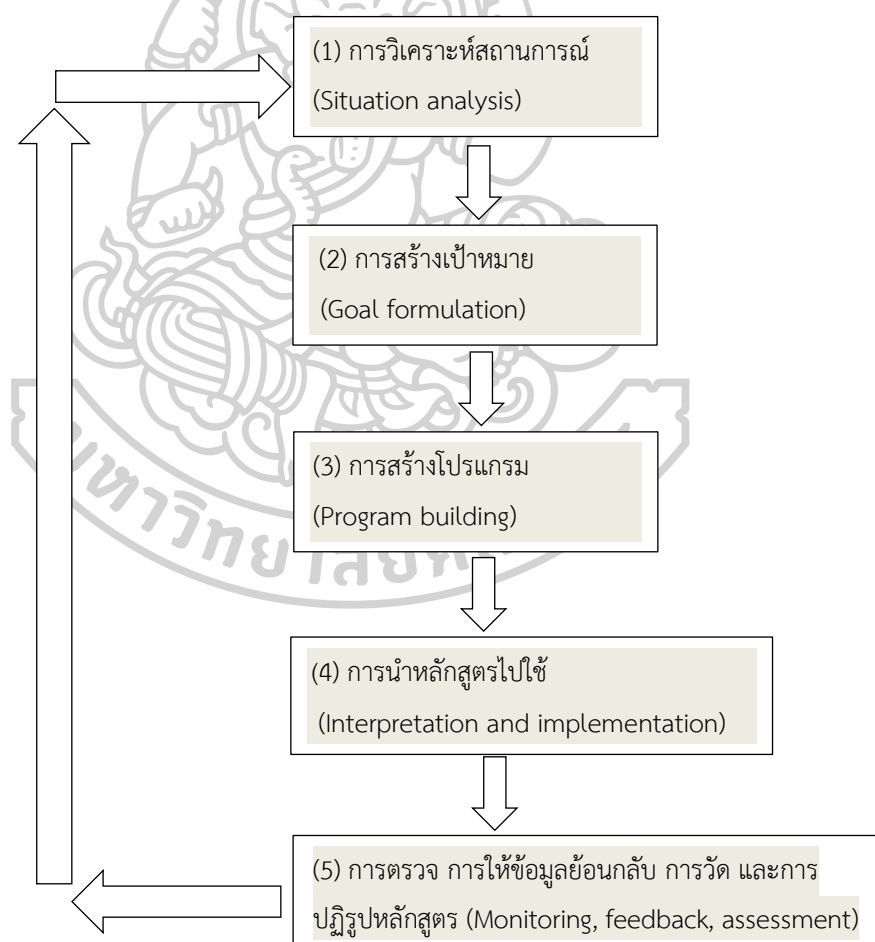 (1) การวิเคราะห์สถานการณ์
(Situation analysis)
(2) การสร้างเป้าหมาย
(Goal formulation)
(3) การสร้างโปรแกรม
(Program building)
(4) การนำหลักสูตรไปใช้
(Interpretation and implementation)
(5) การตรวจ การให้ข้อมูลย้อนกลับ การวัด และการ
ปฏิรูปหลักสูตร (Monitoring, feedback, assessment)